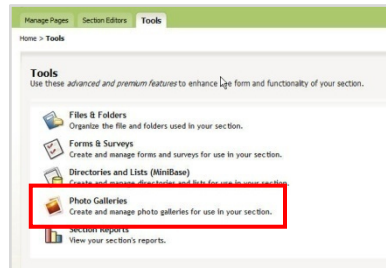 Manage Pages Section Editors Tools
Home > Tools
Tools
Use these advanced and premium features to enhance the form and functionality of your section.
Files & Folders
Organize the file and folders used in your section.
Forms & Surveys
Create and manage forms and surveys for use in your section.
Directories and Lists (MiniBase)
Create and manage directories and lists for use in your section.
Photo Galleries
Create and manage photo galleries for use in your section.
Section Reports
View your section's reports.